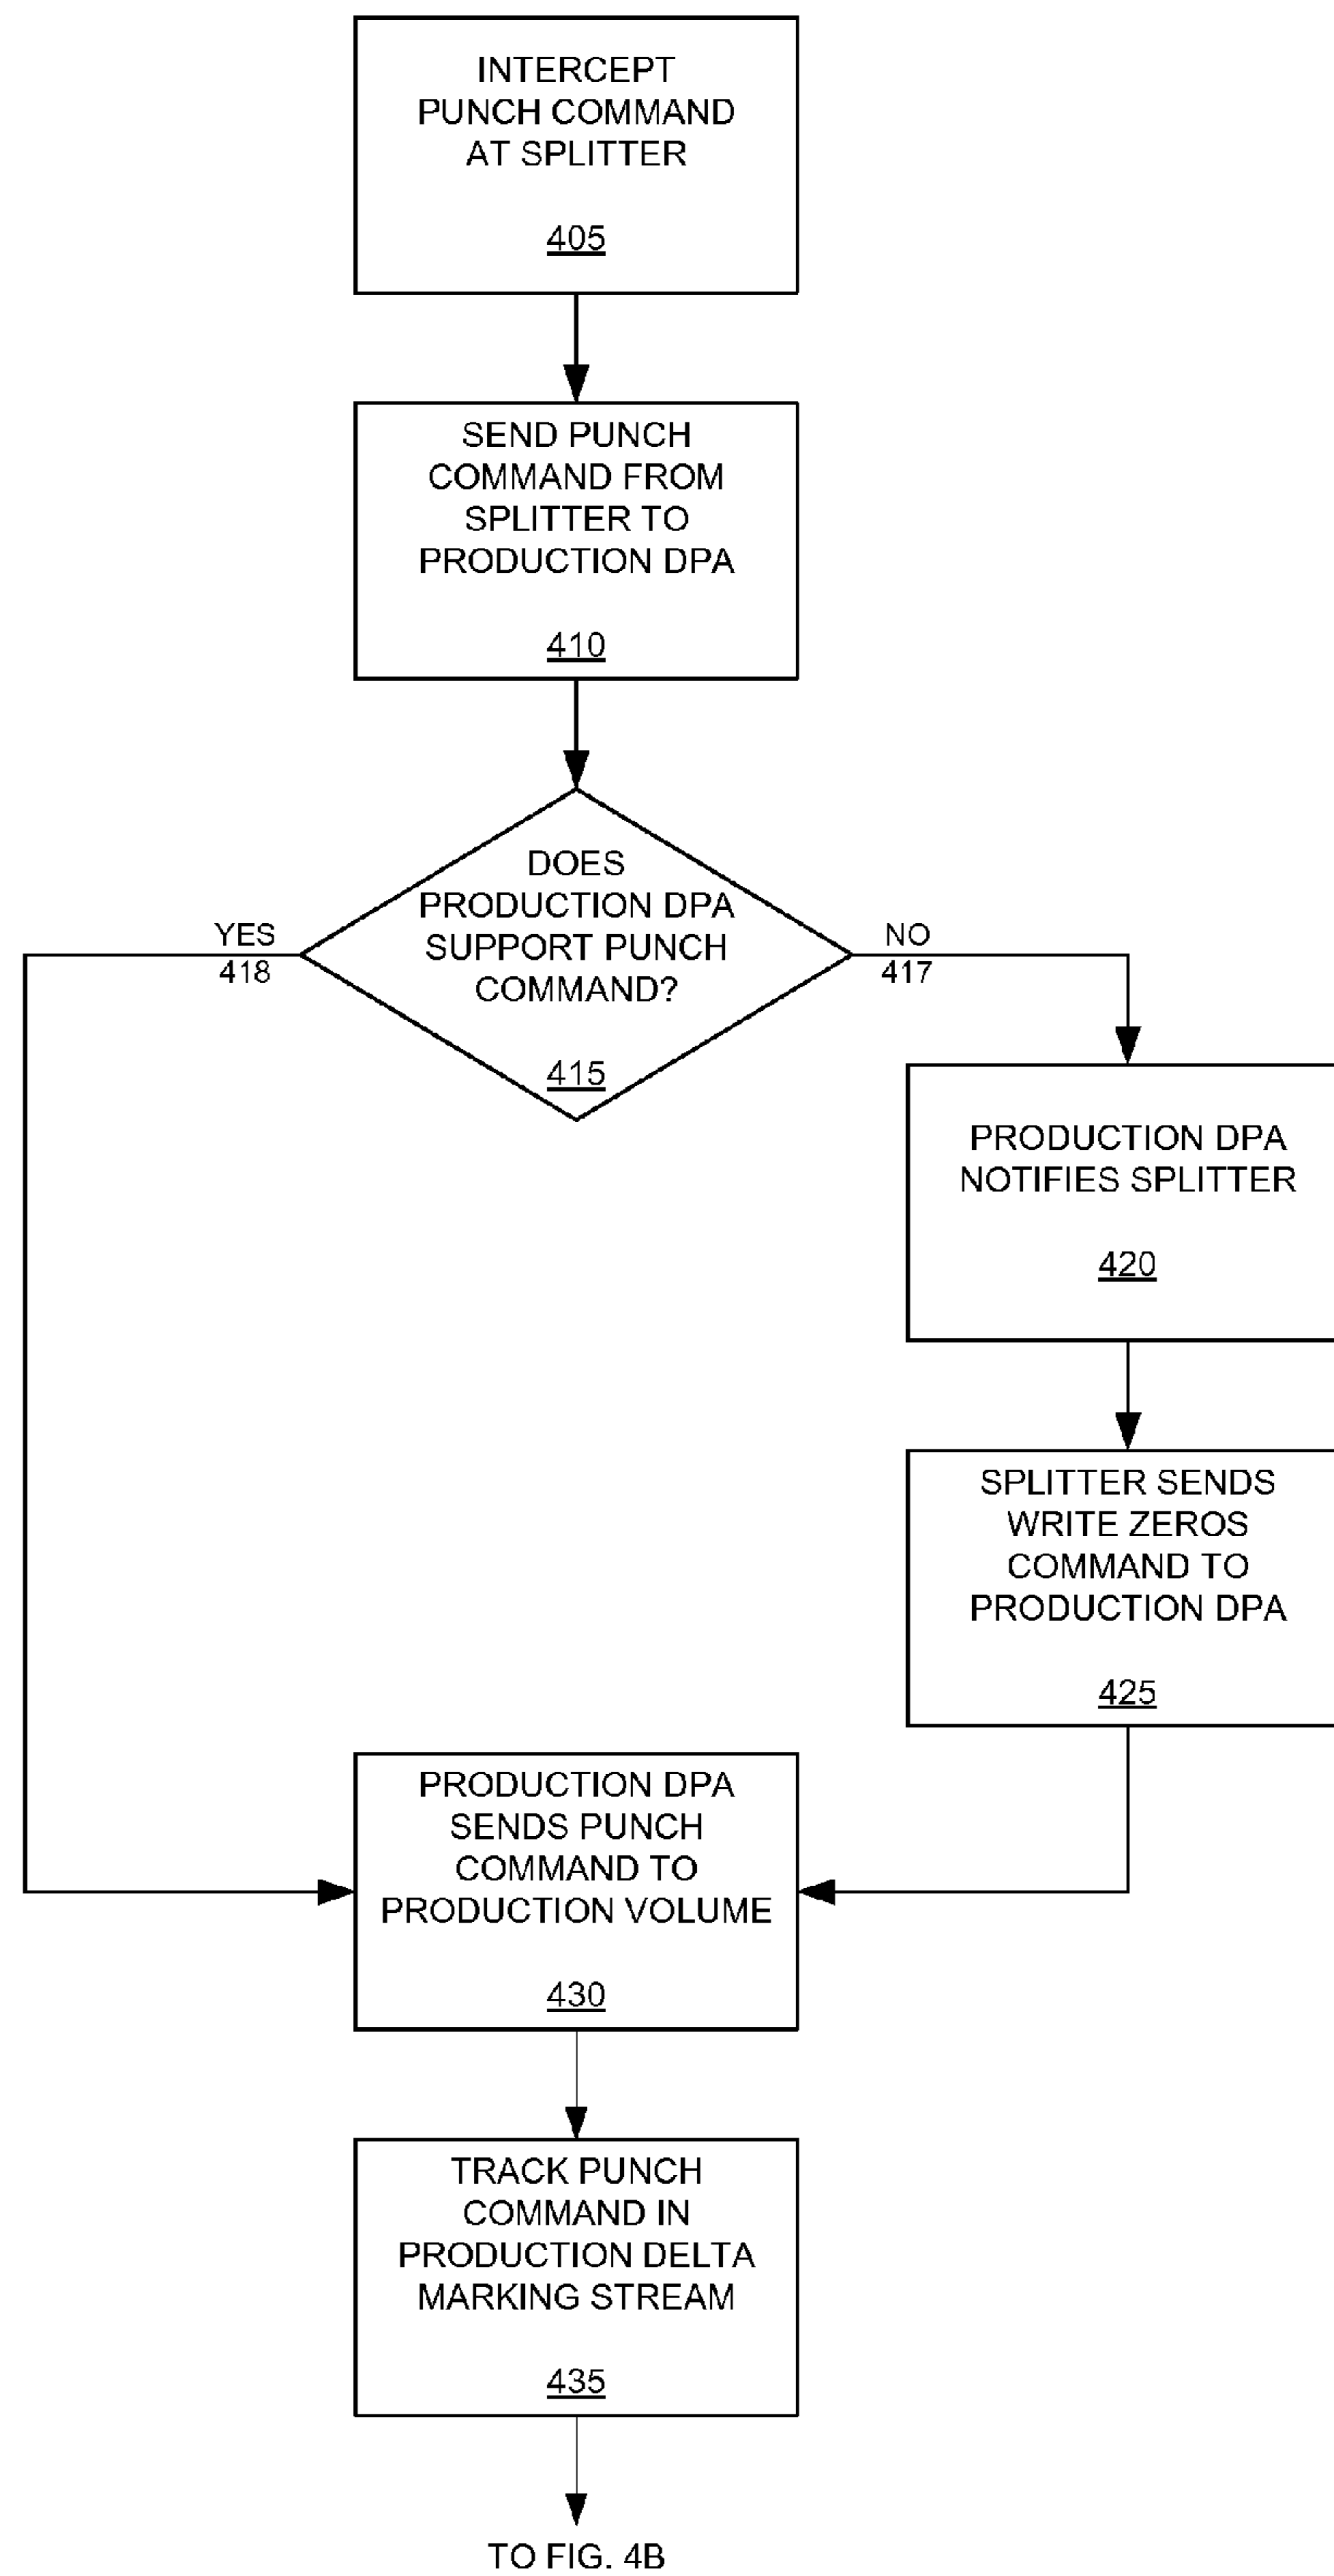 INTERCEPT
PUNCH COMMAND
AT SPLITTER
405
SEND PUNCH
COMMAND FROM
SPLITTER TO
PRODUCTION DPA
410
DOES
PRODUCTION DPA
SUPPORT PUNCH
COMMAND?
415
YES
418
NO
417
PRODUCTION DPA
NOTIFIES SPLITTER
420
SPLITTER SENDS
WRITE ZEROS
COMMAND TO
PRODUCTION DPA
425
PRODUCTION DPA
SENDS PUNCH
COMMAND TO
PRODUCTION VOLUME
430
TRACK PUNCH
COMMAND IN
PRODUCTION DELTA
MARKING STREAM
435
TO FIG. 4B